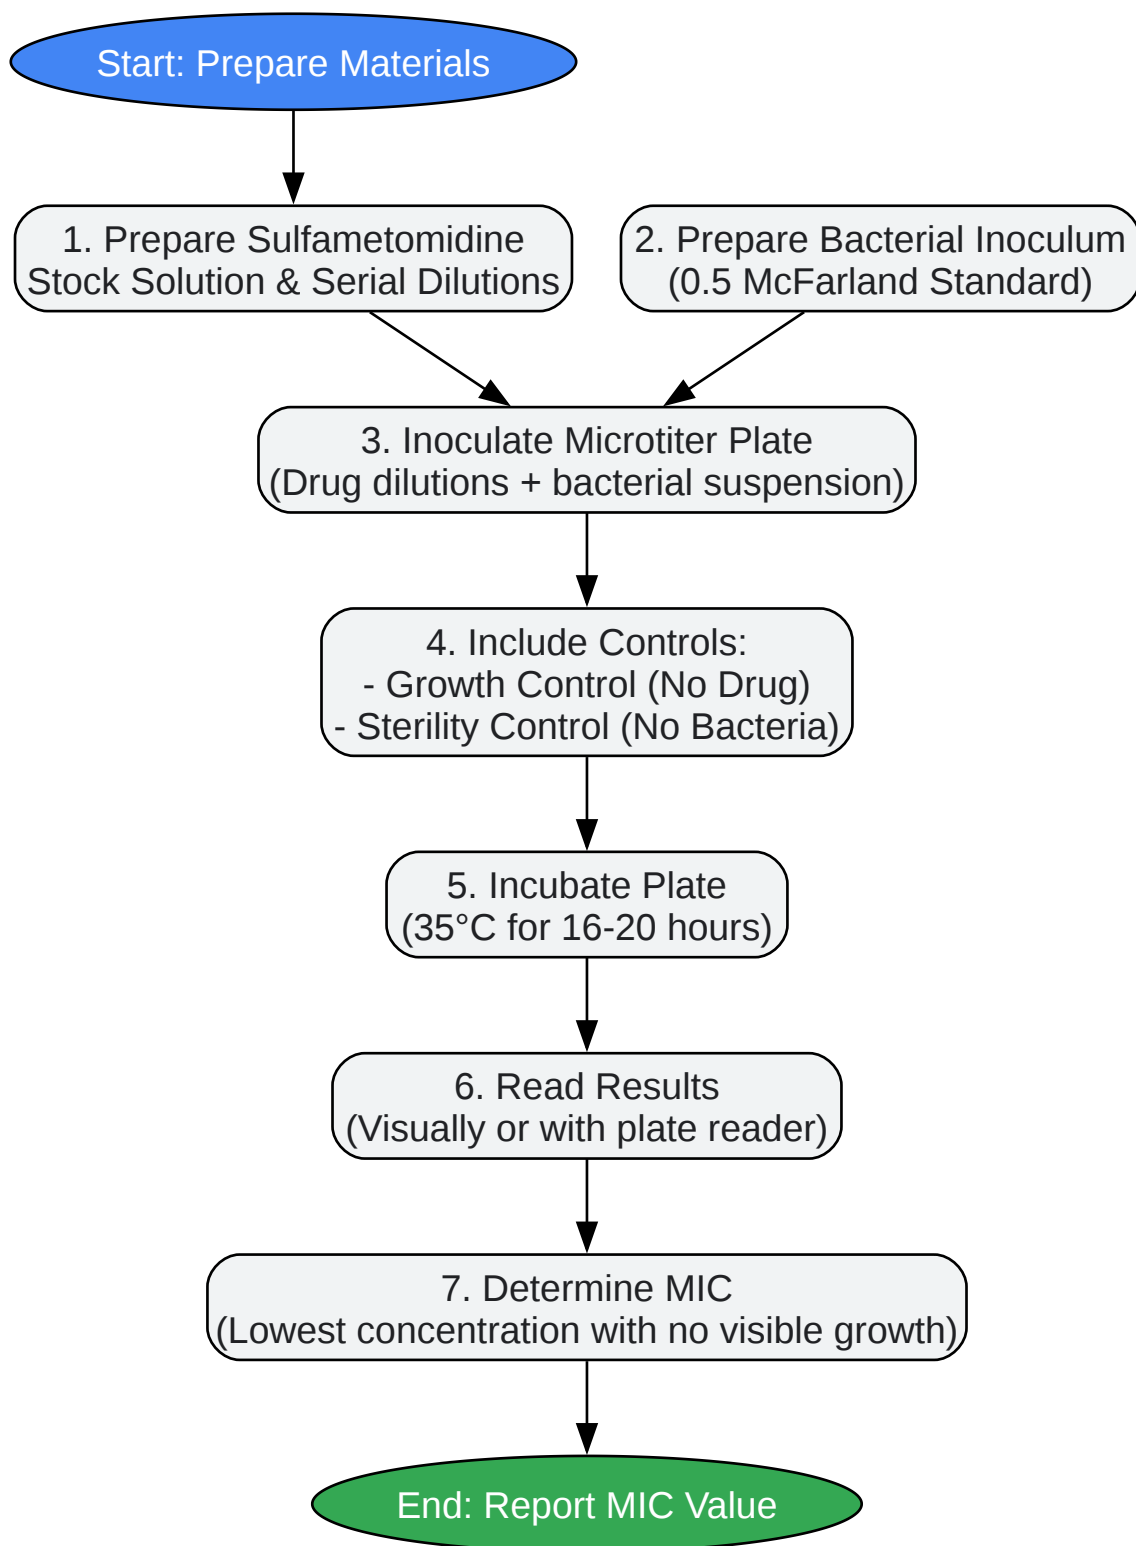 Start: Prepare Materials
1. Prepare Sulfametomidine
Stock Solution & Serial Dilutions
2. Prepare Bacterial Inoculum
(0.5 McFarland Standard)
3. Inoculate Microtiter Plate
(Drug dilutions + bacterial suspension)
4. Include Controls:
- Growth Control (No Drug)
- Sterility Control (No Bacteria)
5. Incubate Plate
(35°C for 16-20 hours)
6. Read Results
(Visually or with plate reader)
7. Determine MIC
(Lowest concentration with no visible growth)
End: Report MIC Value